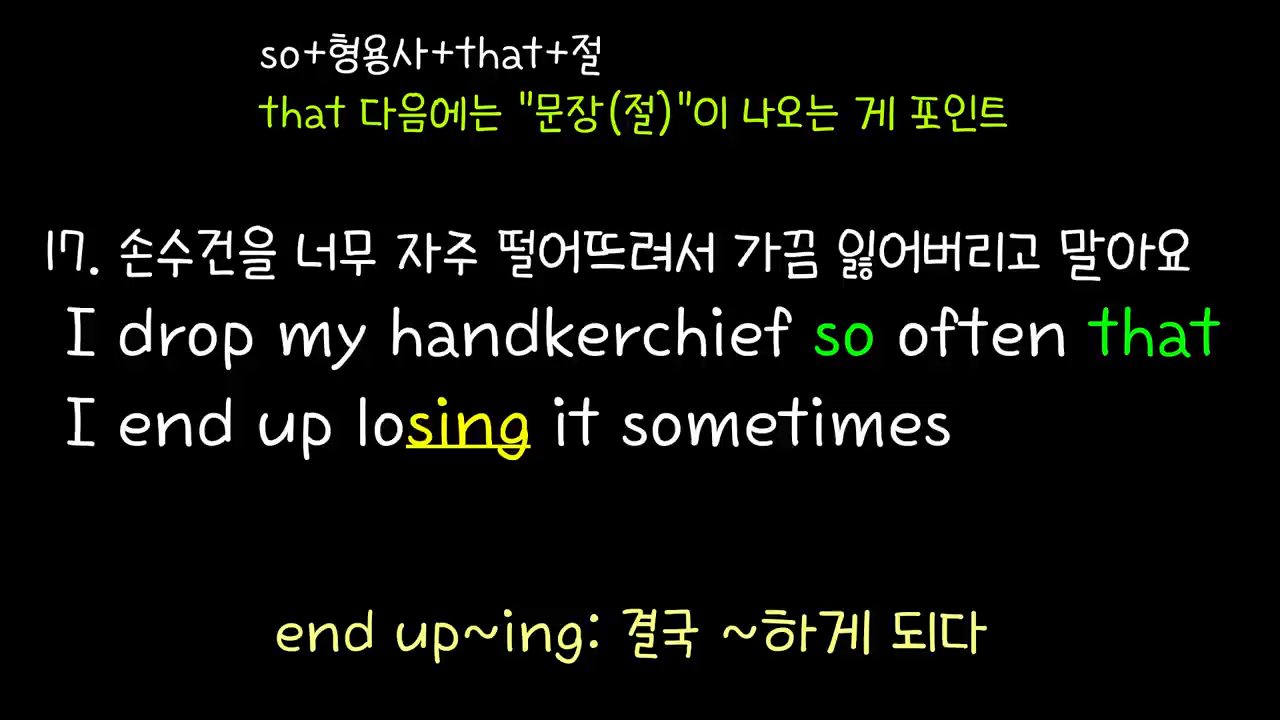 so+형용사+that+절
that 다음에는 "문장(절)"이 나오는 게 포인트
17. 손수건을 너무 자주 떨어뜨려서 가끔 잃어버리고 말아요
I drop my handkerchief so often that
I end up losing it sometimes
end up~ing: 결국 ~하게 되다